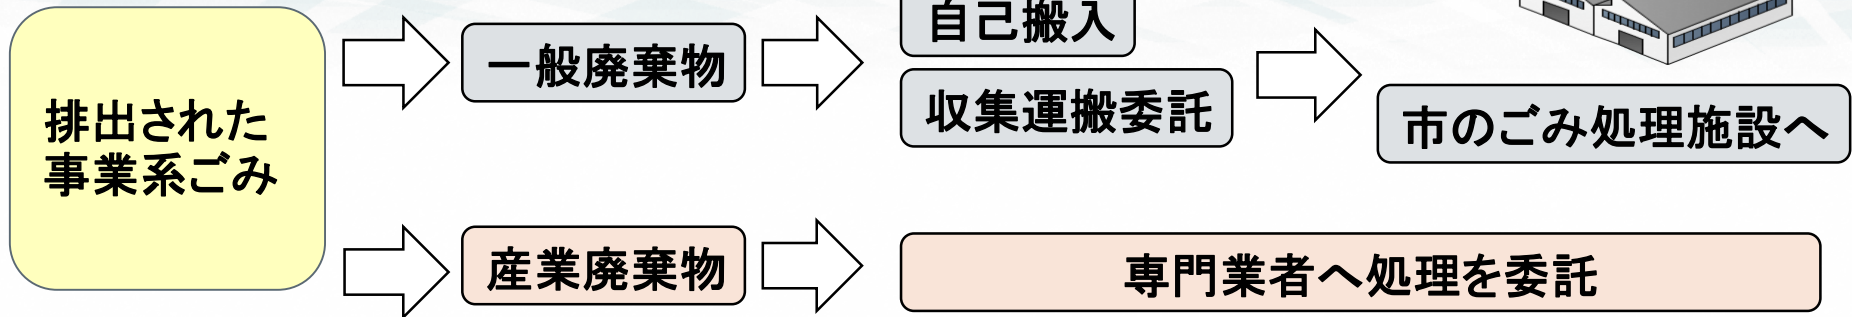 排出された
事業系ごみ
一般廃棄物
自己搬入
収集運搬委託
市のごみ処理施設へ
産業廃棄物
専門業者へ処理を委託